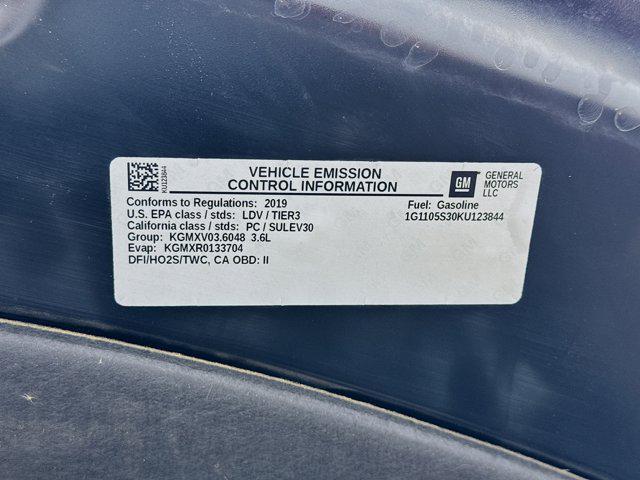 KU123844
VEHICLE EMISSION
CONTROL INFORMATION
GM
GENERAL
MOTORS
LLC
Conforms to Regulations: 2019
U.S. EPA class / stds: LDV / TIER3
California class / stds: PC / SULEV30
Group: KGMXV03.6048 3.6L
Evap: KGMXR0133704
DFI/HO2S/TWC, CA OBD: II
Fuel: Gasoline
1G1105S30KU123844